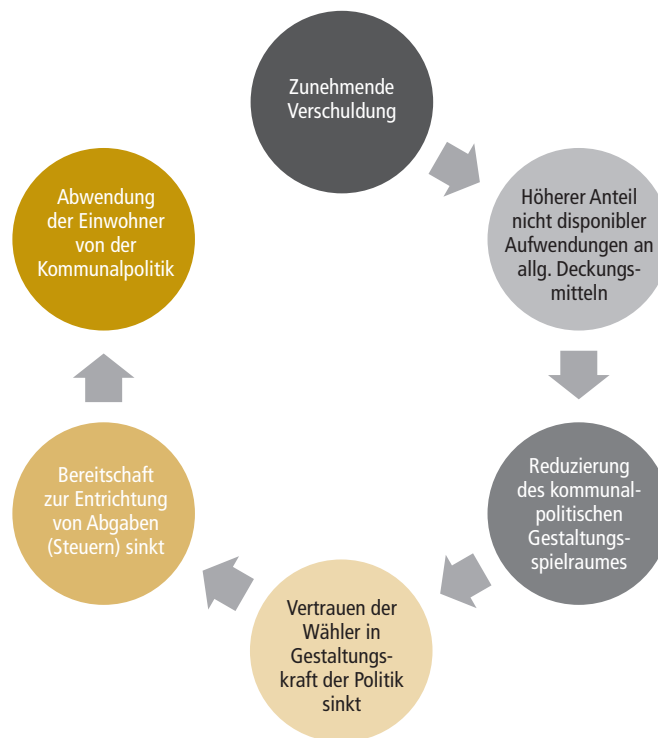 Zunehmende
Verschuldung
Höherer Anteil
nicht disponibler
Aufwendungen an
allg. Deckungs-
mitteln
Reduzierung
des kommunal-
politischen
Gestaltungs-
spielraumes
Vertrauen der
Wähler in
Gestaltungs-
kraft der Politik
sinkt
Bereitschaft
zur Entrichtung
von Abgaben
(Steuern) sinkt
Abwendung
der Einwohner
von der
Kommunalpolitik